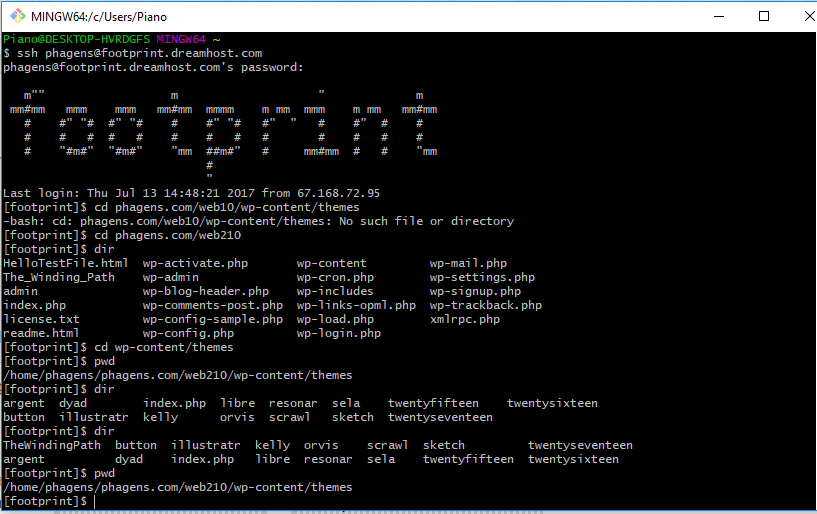 MINGW64:/c/Users/Piano
Piano@DESKTOP-HVRDGFS MINGW64 ~
$ ssh phagens@footprint.dreamhost.com
phagens@footprint.dreamhost.com's password:
footprint
Last login: Thu Jul 13 14:48:21 2017 from 67.168.72.95
[footprint]$ cd phagens.com/web10/wp-content/themes
-bash: cd: phagens.com/web10/wp-content/themes: No such file or directory
[footprint]$ cd phagens.com/web210
[footprint]$ dir
HelloTestFile.html  wp-activate.php       wp-content          wp-mail.php
The_Winding_Path    wp-admin              wp-cron.php         wp-settings.php
admin               wp-blog-header.php    wp-includes         wp-signup.php
index.php           wp-comments-post.php  wp-links-opml.php   wp-trackback.php
license.txt         wp-config-sample.php  wp-load.php         xmlrpc.php
readme.html         wp-config.php         wp-login.php
[footprint]$ cd wp-content/themes
[footprint]$ pwd
/home/phagens/phagens.com/web210/wp-content/themes
[footprint]$ dir
argent  dyad        index.php  libre  resonar  sela    twentyfifteen    twentysixteen
button  illustratr  kelly      orvis  scrawl   sketch  twentyseventeen
[footprint]$ dir
TheWindingPath  button  illustratr  kelly  orvis    scrawl  sketch         twentyseventeen
argent          dyad    index.php   libre  resonar  sela    twentyfifteen  twentysixteen
[footprint]$ pwd
/home/phagens/phagens.com/web210/wp-content/themes
[footprint]$